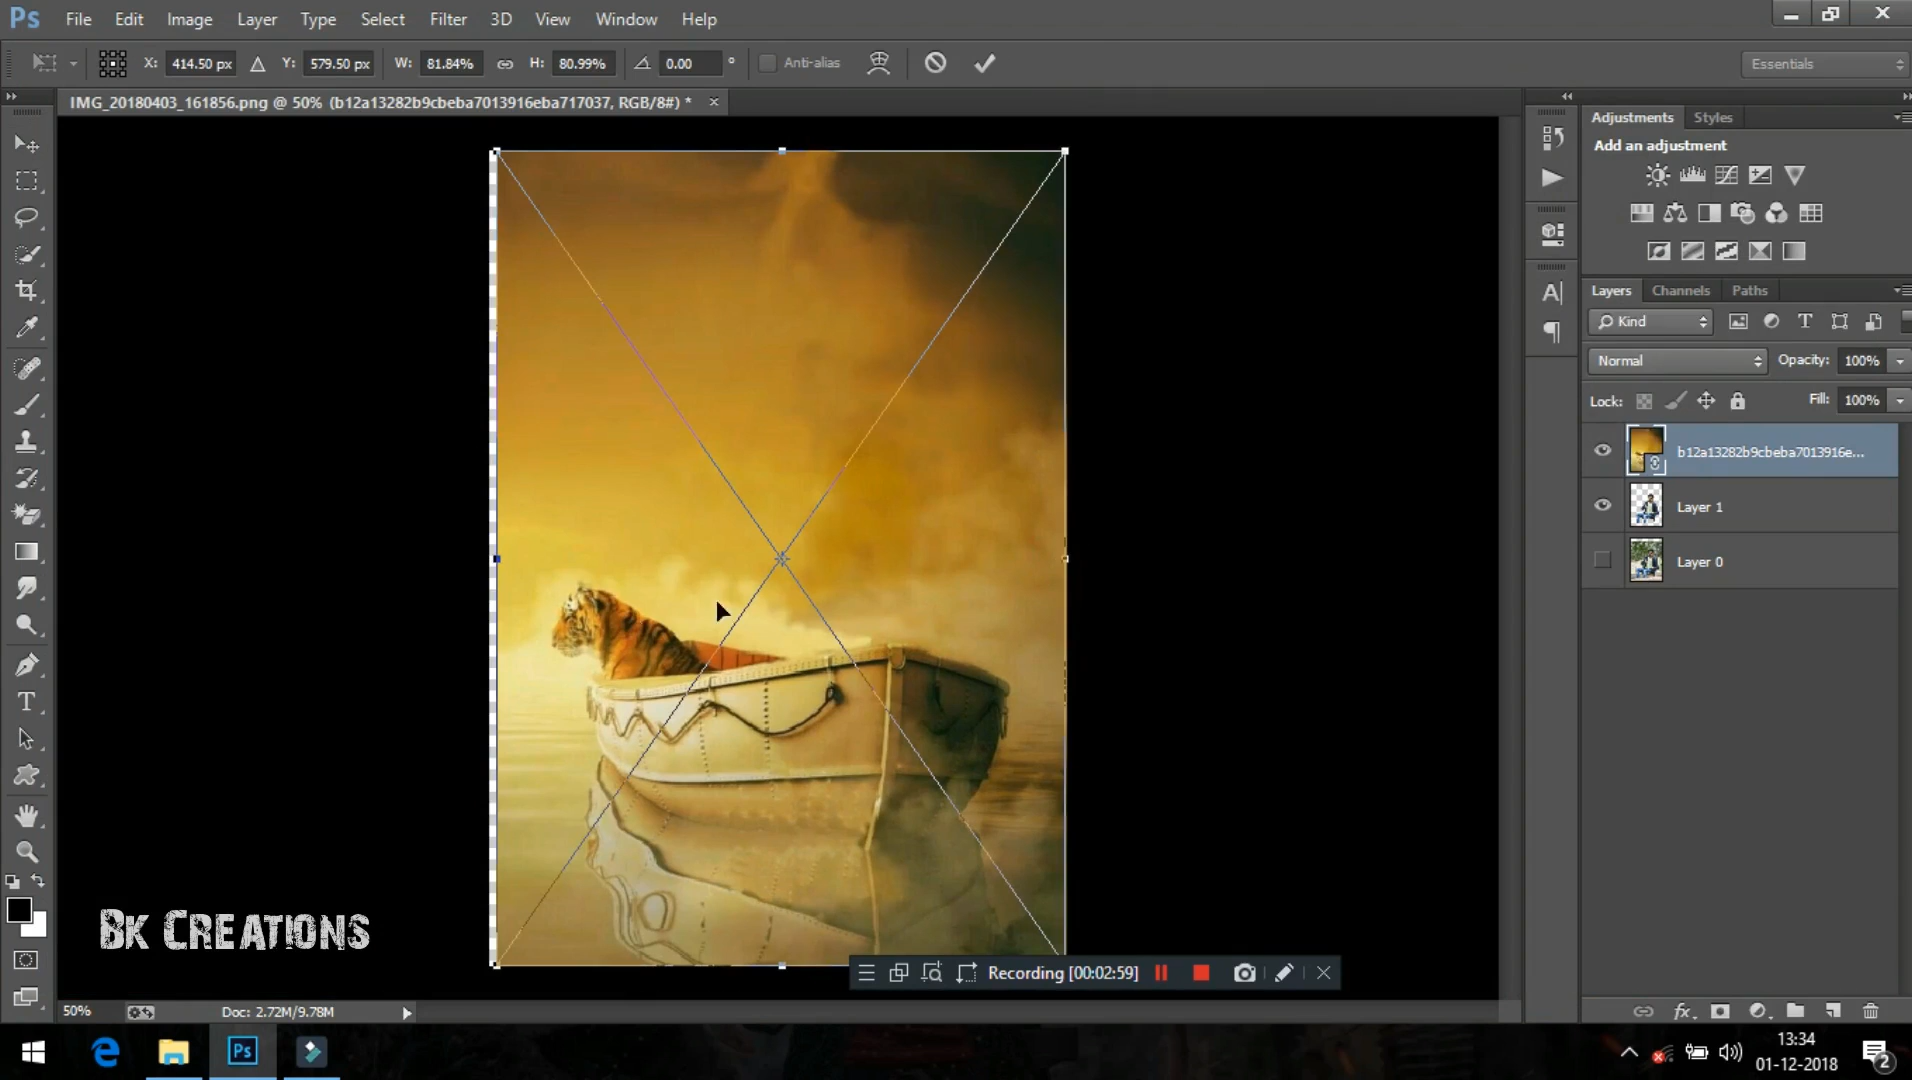 Ps File Edit Image Layer Type Select Filter 3D View Window Help
X: 414.50 px Y: 579.50 px W: 81.84% H: 80.99% 0.00 ° Anti-alias Essentials
IMG_20180403_161856.png @ 50% (b12a13282b9cbeba7013916eba717037, RGB/8#) * ×
Adjustments Styles
Add an adjustment
Layers Channels Paths
Kind
Normal Opacity: 100%
Lock: Fill: 100%
b12a13282b9cbeba7013916e...
Layer 1
Layer 0
Bk Creations
Recording [00:02:59]
50% Doc: 2.72M/9.78M
Ps
13:34
01-12-2018
2